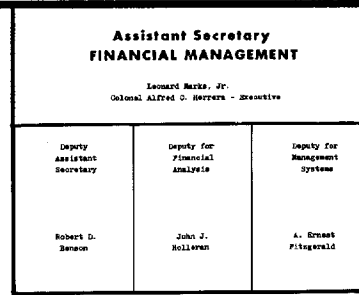 Assistant Secretary
FINANCIAL MANAGEMENT
Leonard Marks, Jr.
Colonel Alfred C. Herrera - Executive
Deputy
Assistant
Secretary
Robert D.
Benson
Deputy for
Financial
Analysis
John J.
Holleran
Deputy for
Management
Systems
A. Ernest
Fitzgerald